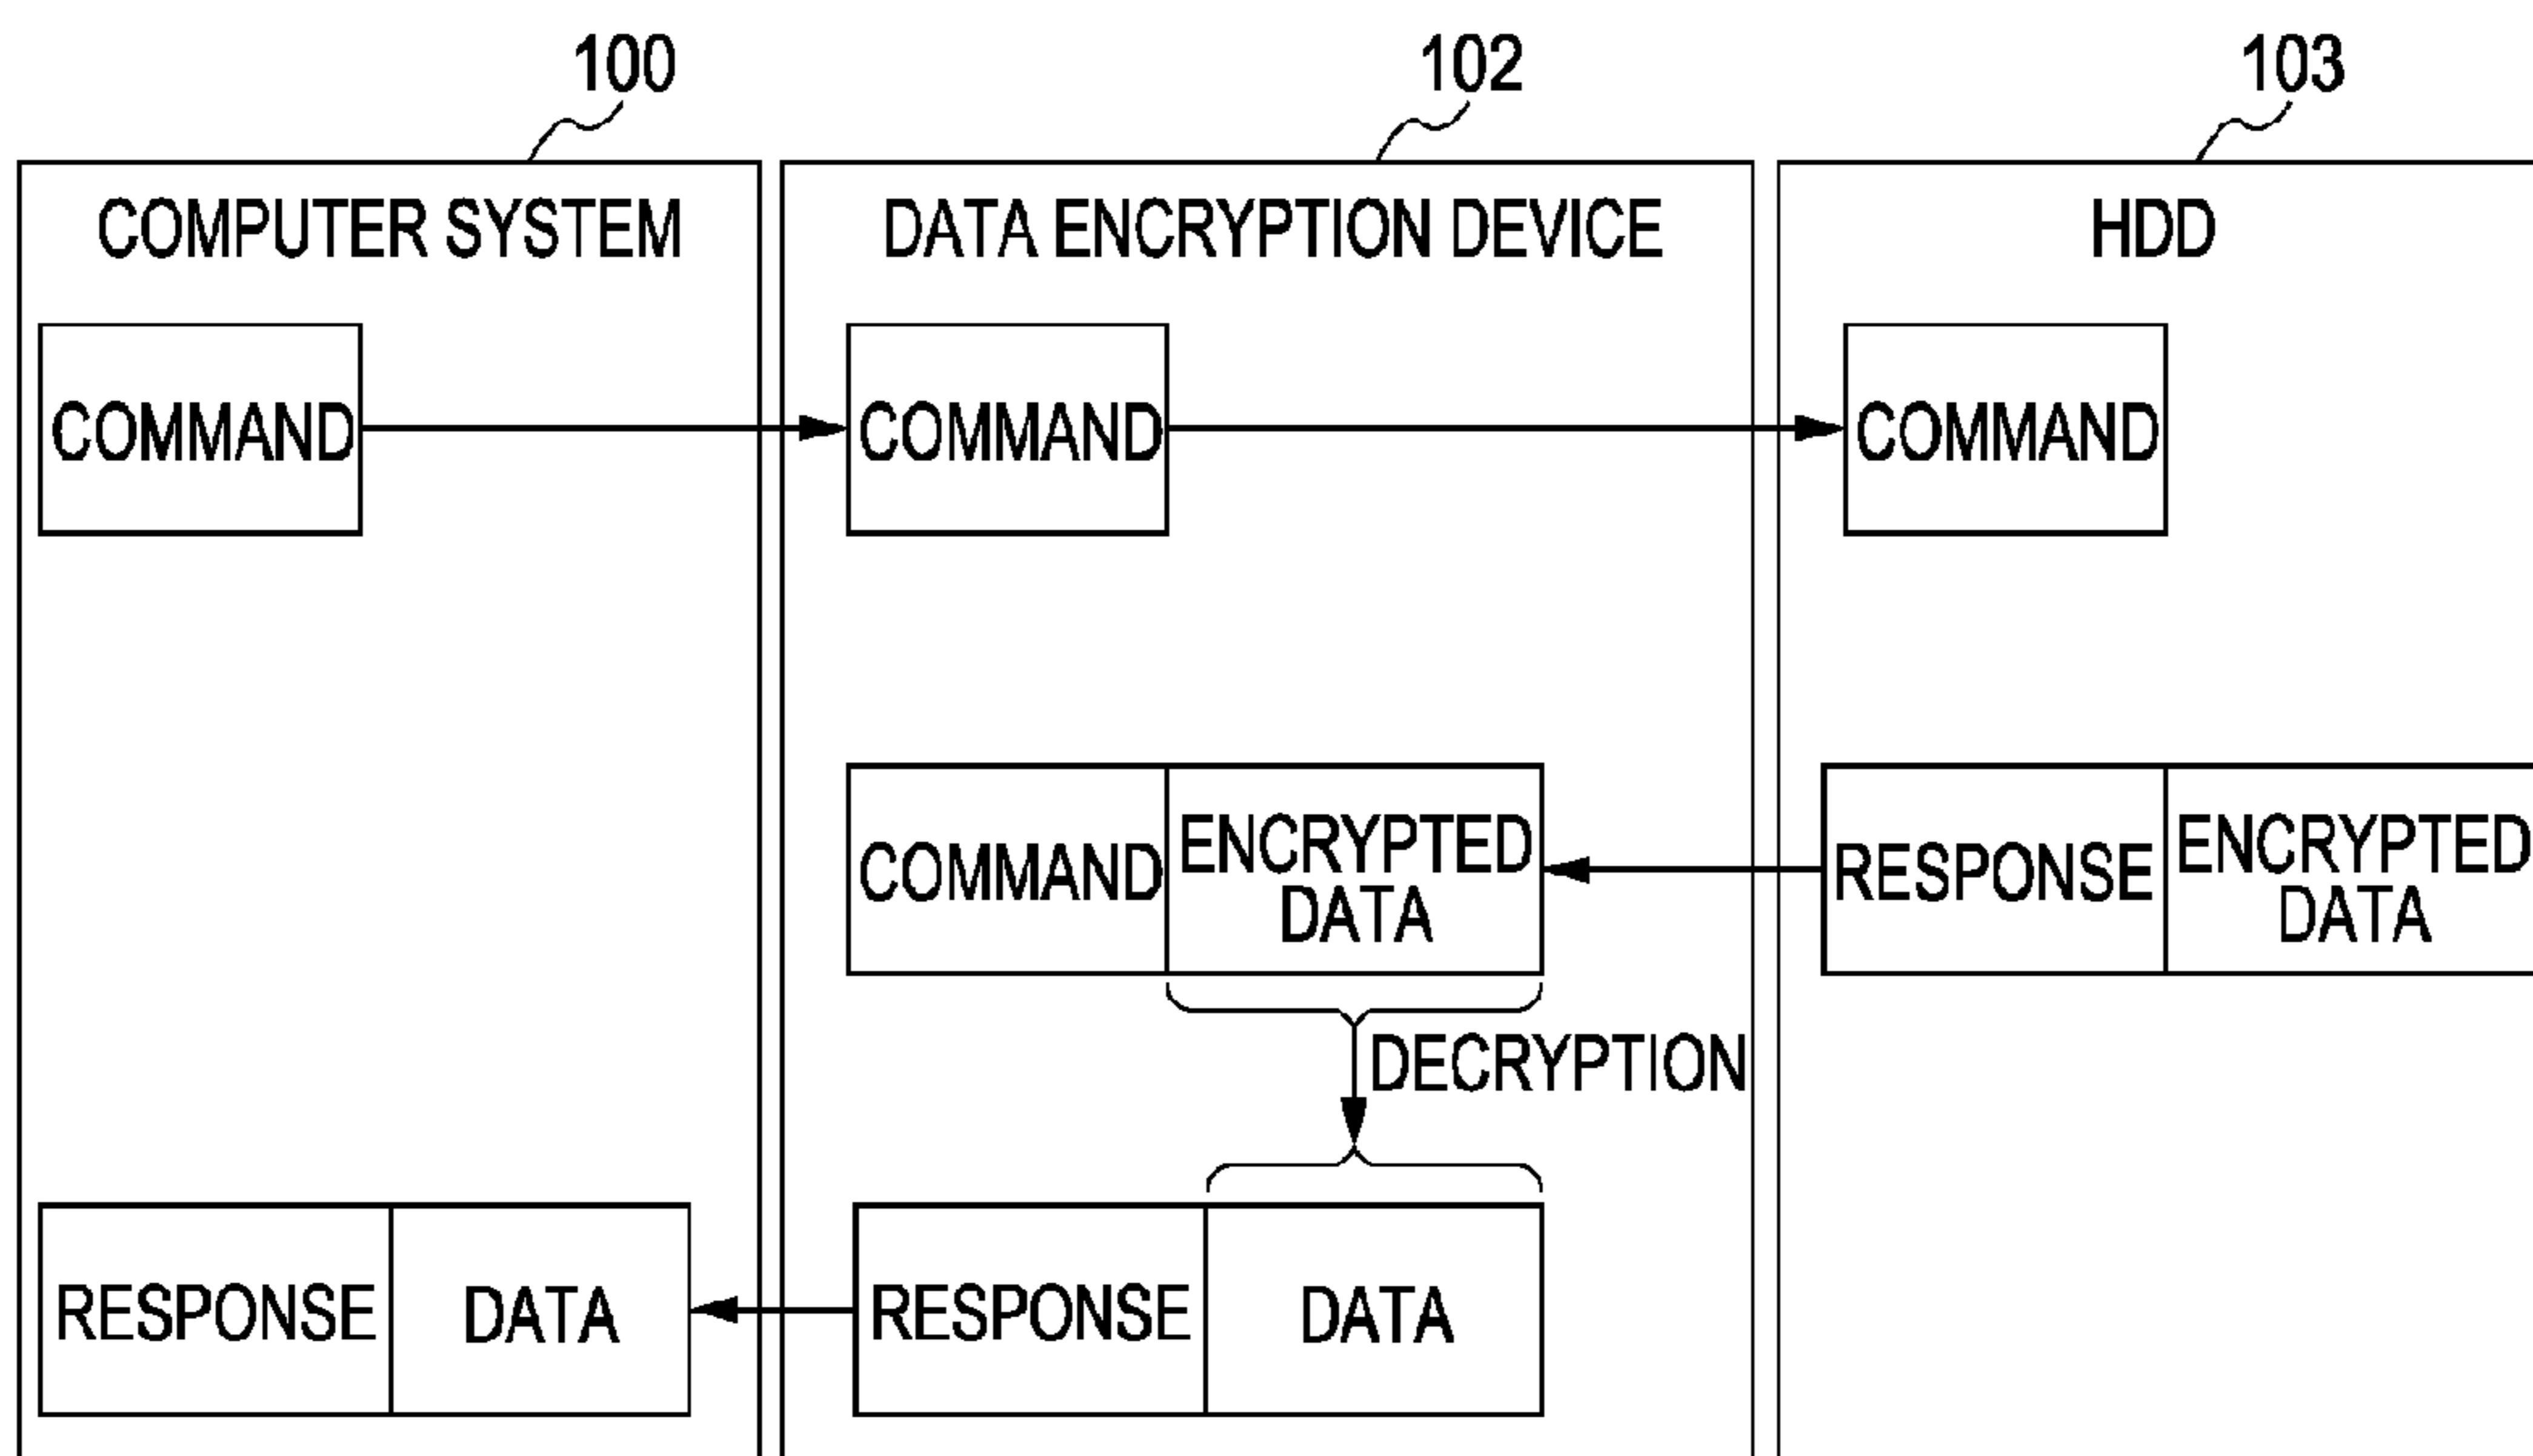 100
102
103
COMPUTER SYSTEM
DATA ENCRYPTION DEVICE
HDD
COMMAND
COMMAND
COMMAND
COMMAND
ENCRYPTED
DATA
RESPONSE
ENCRYPTED
DATA
DECRYPTION
RESPONSE
DATA
RESPONSE
DATA